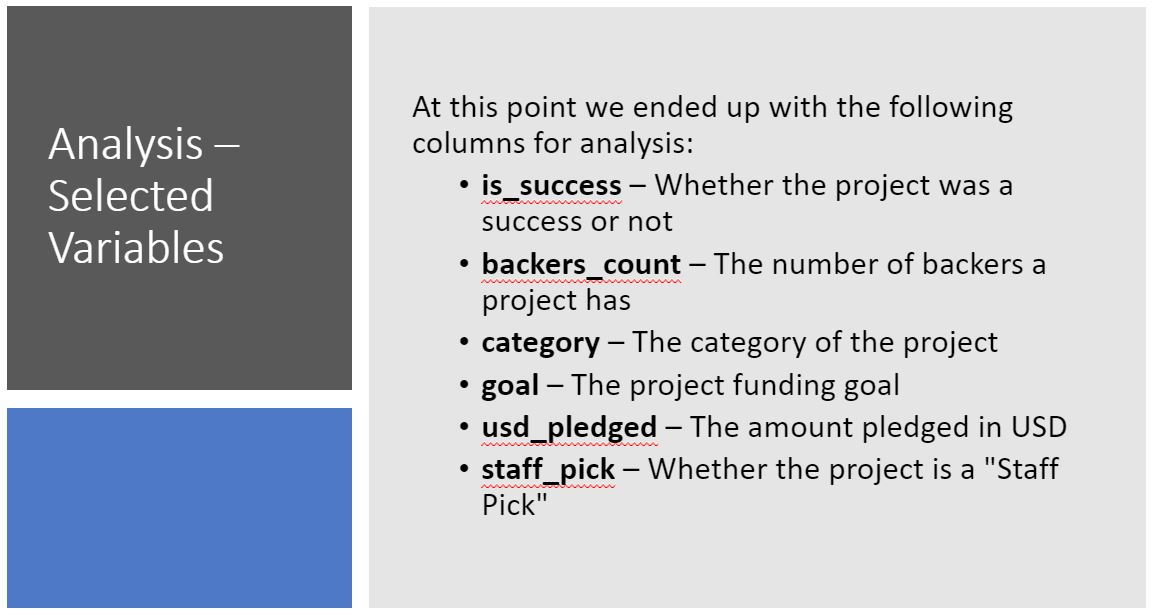 Analysis –
Selected
Variables
At this point we ended up with the following
columns for analysis:
• is_success – Whether the project was a
success or not
• backers_count – The number of backers a
project has
• category – The category of the project
• goal – The project funding goal
• usd_pledged – The amount pledged in USD
• staff_pick – Whether the project is a "Staff
Pick"